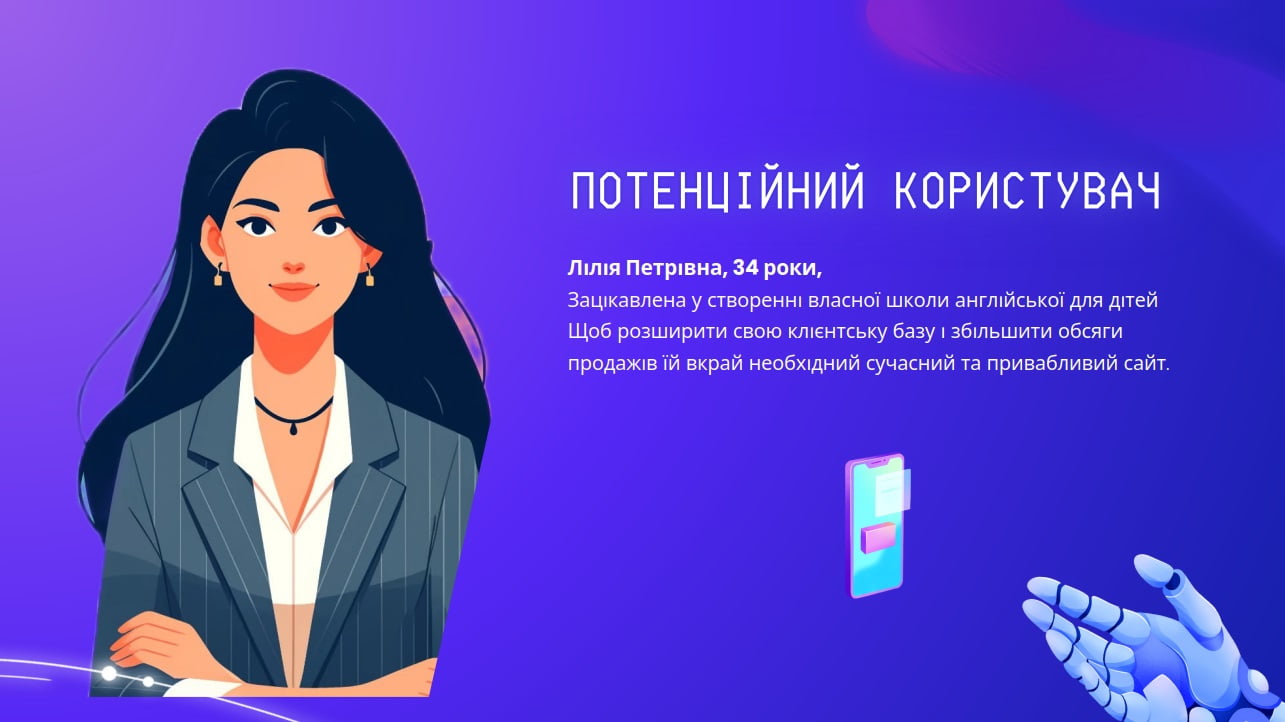 ПОТЕНЦІЙНИЙ КОРИСТУВАЧ
Лілія Петрівна, 34 роки,
Зацікавлена у створенні власної школи англійської для дітей
Щоб розширити свою клієнтську базу і збільшити обсяги
продажів їй вкрай необхідний сучасний та привабливий сайт.